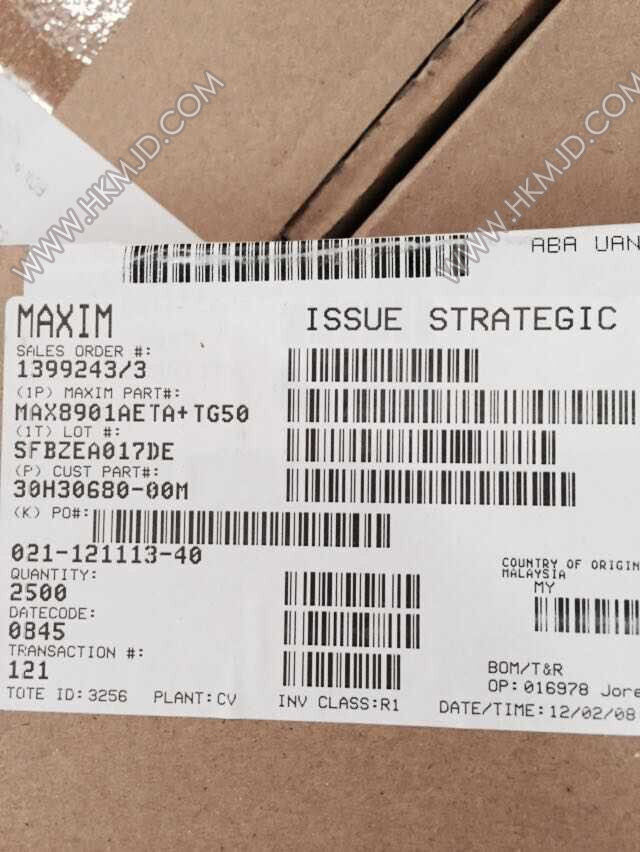 WWW.HKMJD.COM
WWW.HKMJD.COM
ABA UAN
MAXIM
ISSUE STRATEGIC
SALES ORDER #:
1399243/3
(1P) MAXIM PART#:
MAX8901AETA+TG50
(1T) LOT #:
SFBZEA017DE
(P) CUST PART#:
30H30680-00M
(K) PO#:
021-121113-40
QUANTITY:
2500
DATECODE:
0845
TRANSACTION #:
121
COUNTRY OF ORIGIN
MALAYSIA
MY
BOM/T&R
OP: 016978 Jore
TOTE ID: 3256 PLANT: CV INV CLASS: R1 DATE/TIME: 12/02/08